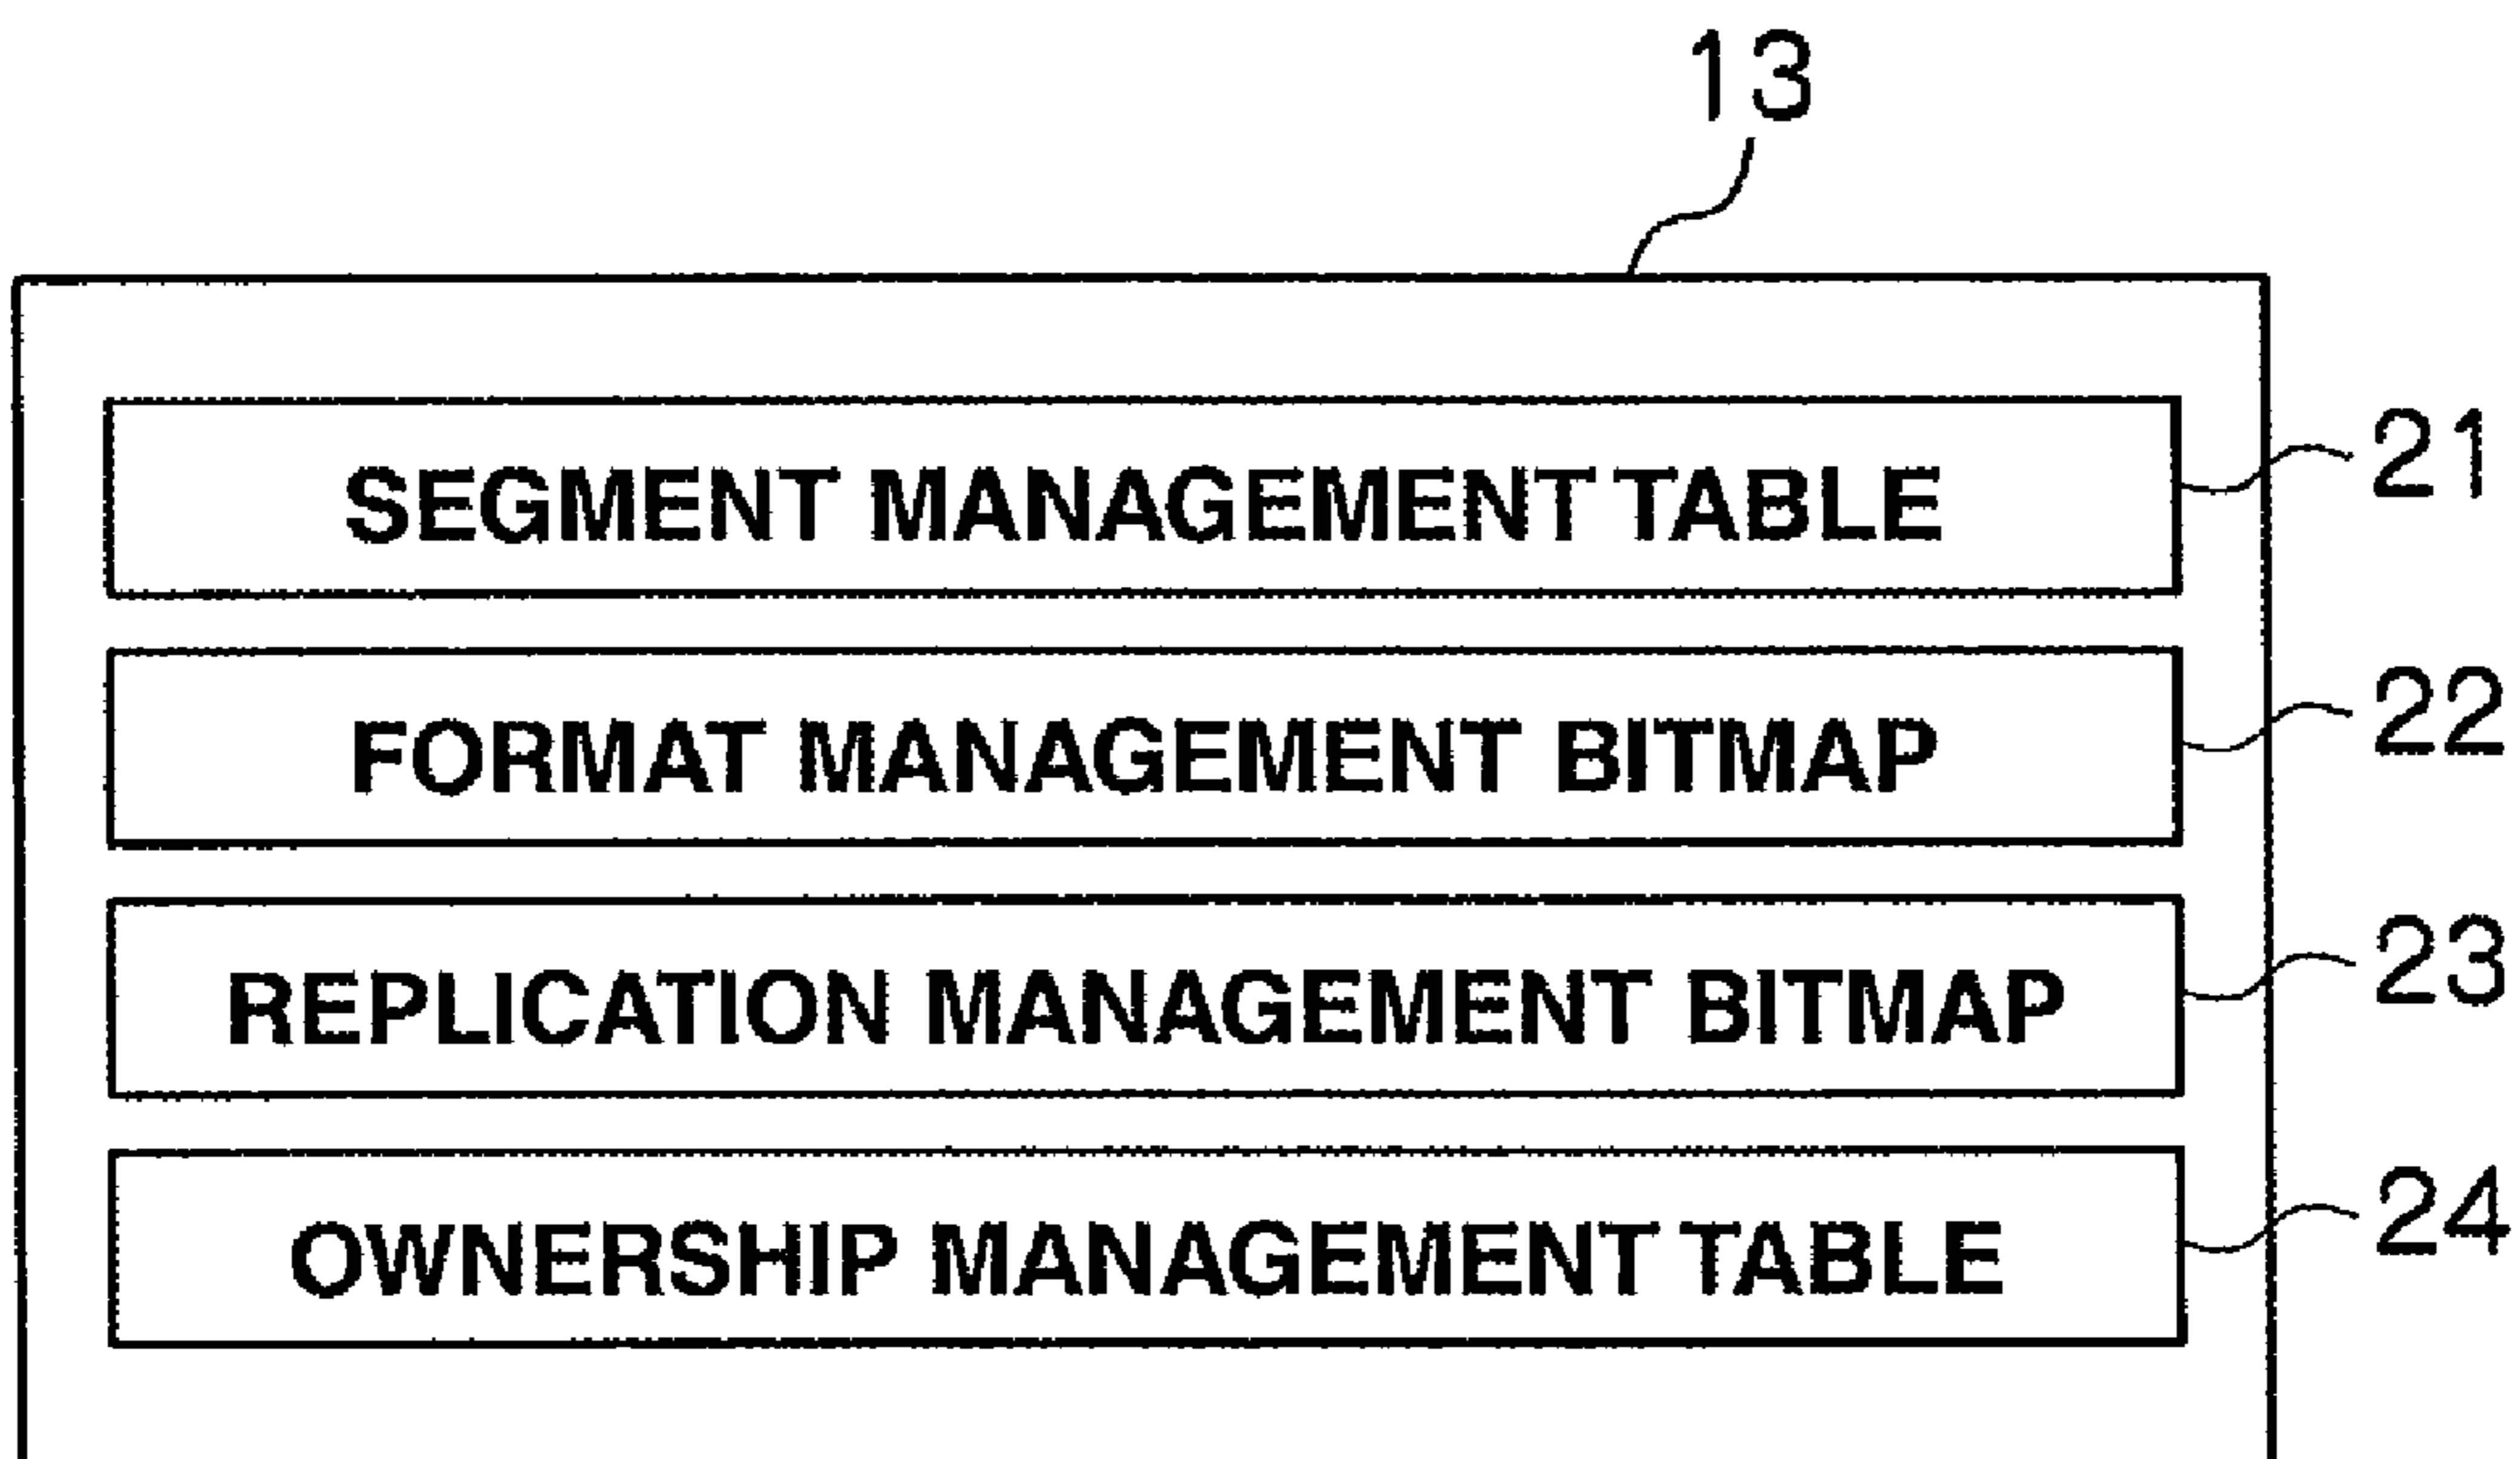 13
SEGMENT MANAGEMENT TABLE 21
FORMAT MANAGEMENT BITMAP 22
REPLICATION MANAGEMENT BITMAP 23
OWNERSHIP MANAGEMENT TABLE 24